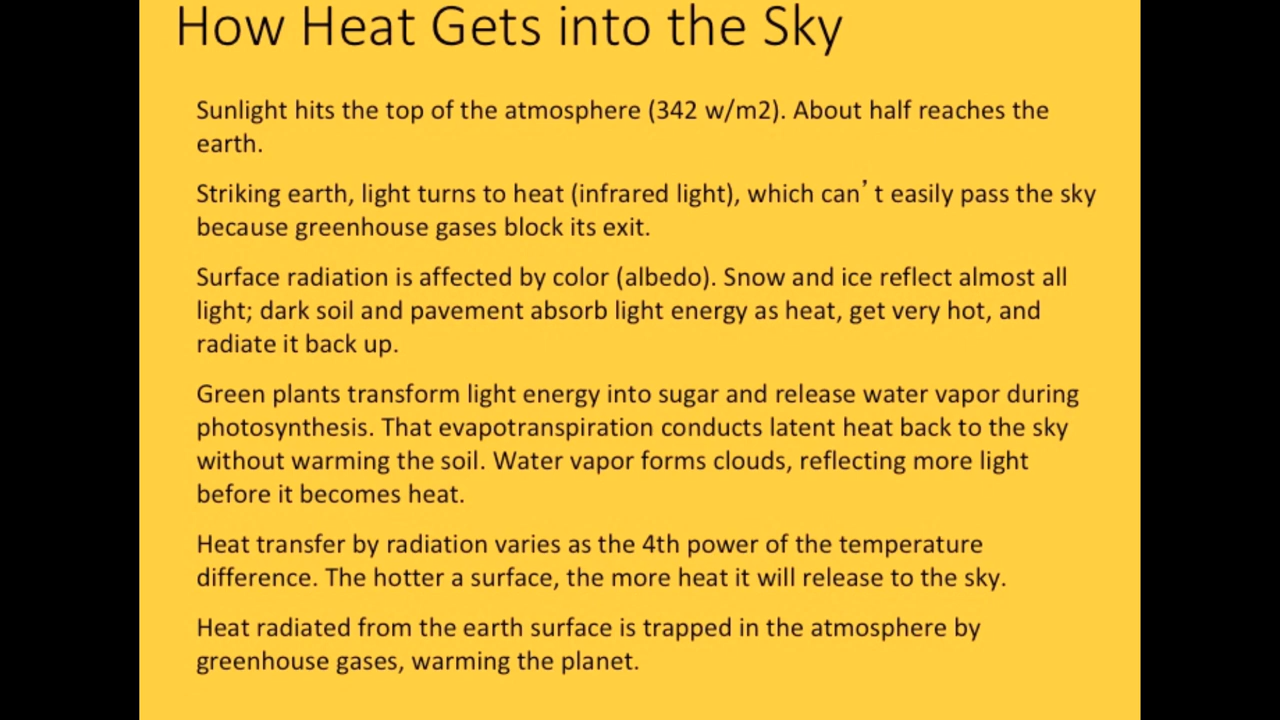 How Heat Gets into the Sky
Sunlight hits the top of the atmosphere (342 w/m2). About half reaches the
earth.
Striking earth, light turns to heat (infrared light), which can’ t easily pass the sky
because greenhouse gases block its exit.
Surface radiation is affected by color (albedo). Snow and ice reflect almost all
light; dark soil and pavement absorb light energy as heat, get very hot, and
radiate it back up.
Green plants transform light energy into sugar and release water vapor during
photosynthesis. That evapotranspiration conducts latent heat back to the sky
without warming the soil. Water vapor forms clouds, reflecting more light
before it becomes heat.
Heat transfer by radiation varies as the 4th power of the temperature
difference. The hotter a surface, the more heat it will release to the sky.
Heat radiated from the earth surface is trapped in the atmosphere by
greenhouse gases, warming the planet.